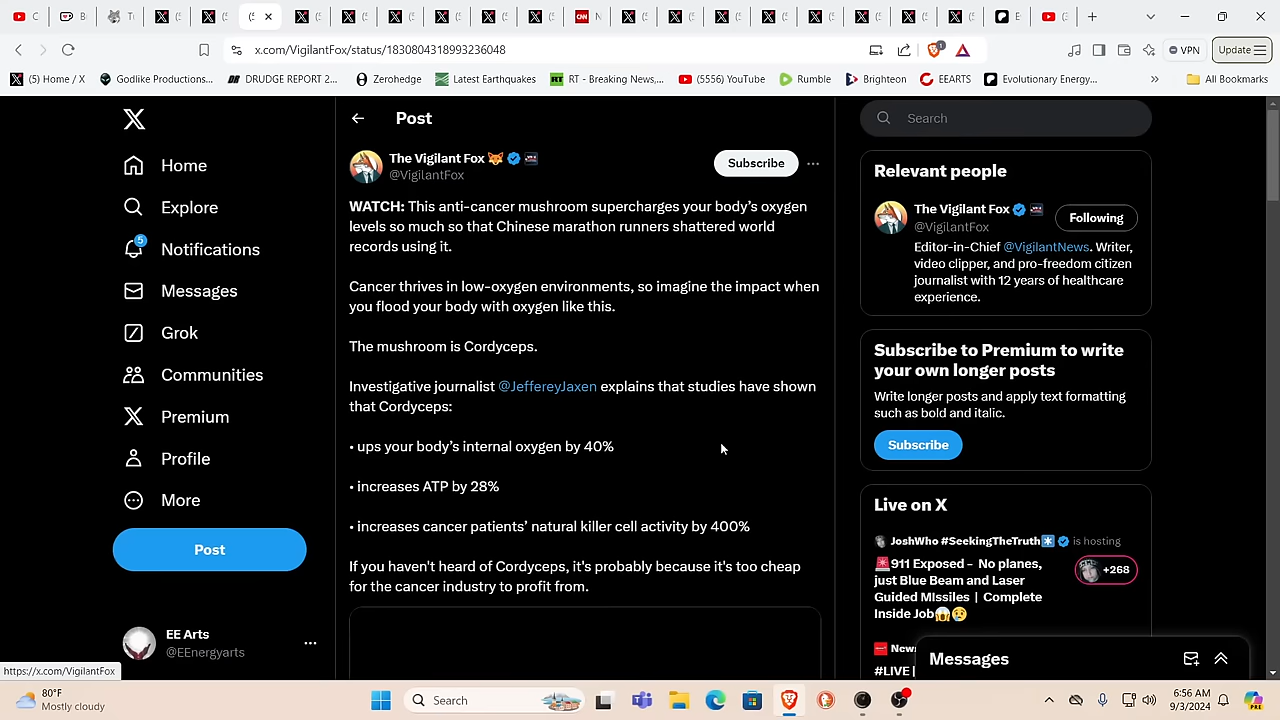 x.com/VigilantFox/status/1830804318993236048
VPN
Update
(5) Home / X
Godlike Productions...
DRUDGE REPORT 2...
Zerohedge
Latest Earthquakes
RT - Breaking News,...
(5556) YouTube
Rumble
Brighteon
EEARTS
Evolutionary Energy...
All Bookmarks
Home
Explore
5
Notifications
Messages
Grok
Communities
Premium
Profile
More
Post
EE Arts
@EEnergyarts
https://x.com/VigilantFox
Post
The Vigilant Fox
@VigilantFox
Subscribe
WATCH: This anti-cancer mushroom supercharges your body’s oxygen
levels so much so that Chinese marathon runners shattered world
records using it.
Cancer thrives in low-oxygen environments, so imagine the impact when
you flood your body with oxygen like this.
The mushroom is Cordyceps.
Investigative journalist @JeffereyJaxen explains that studies have shown
that Cordyceps:
• ups your body’s internal oxygen by 40%
• increases ATP by 28%
• increases cancer patients’ natural killer cell activity by 400%
If you haven't heard of Cordyceps, it's probably because it's too cheap
for the cancer industry to profit from.
Search
Relevant people
The Vigilant Fox
@VigilantFox
Following
Editor-in-Chief @VigilantNews. Writer,
video clipper, and pro-freedom citizen
journalist with 12 years of healthcare
experience.
Subscribe to Premium to write
your own longer posts
Write longer posts and apply text formatting
such as bold and italic.
Subscribe
Live on X
JoshWho #SeekingTheTruth is hosting
911 Exposed - No planes,
just Blue Beam and Laser
Guided MIssiles | Complete
Inside Job
+268
#LIVE |
Messages
80°F
Mostly cloudy
Search
6:56 AM
9/3/2024